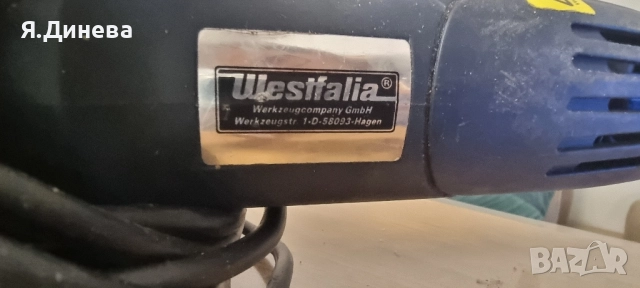 Я.Динева
Westfalia®
Werkzeugcompany GmbH
Werkzeugstr. 1-D-58093-Hagen
BAZAR